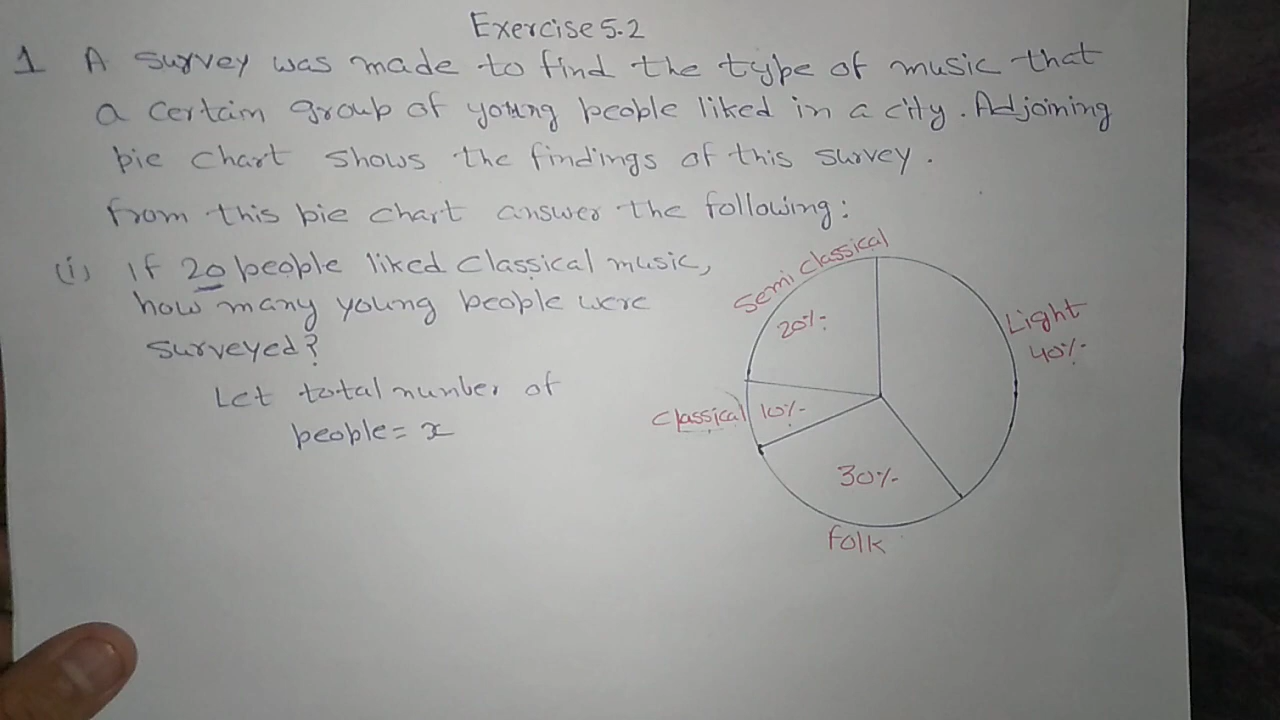 Exercise 5.2
1 A survey was made to find the type of music that
a certain group of young people liked in a city. Adjoining
pie chart shows the findings of this survey.
From this pie chart answer the following:
(i) If 20 people liked classical music,
how many young people were
surveyed?
Let total number of
people = x
Semi classical
20%
Light
40%
Classical 10%
30%
Folk